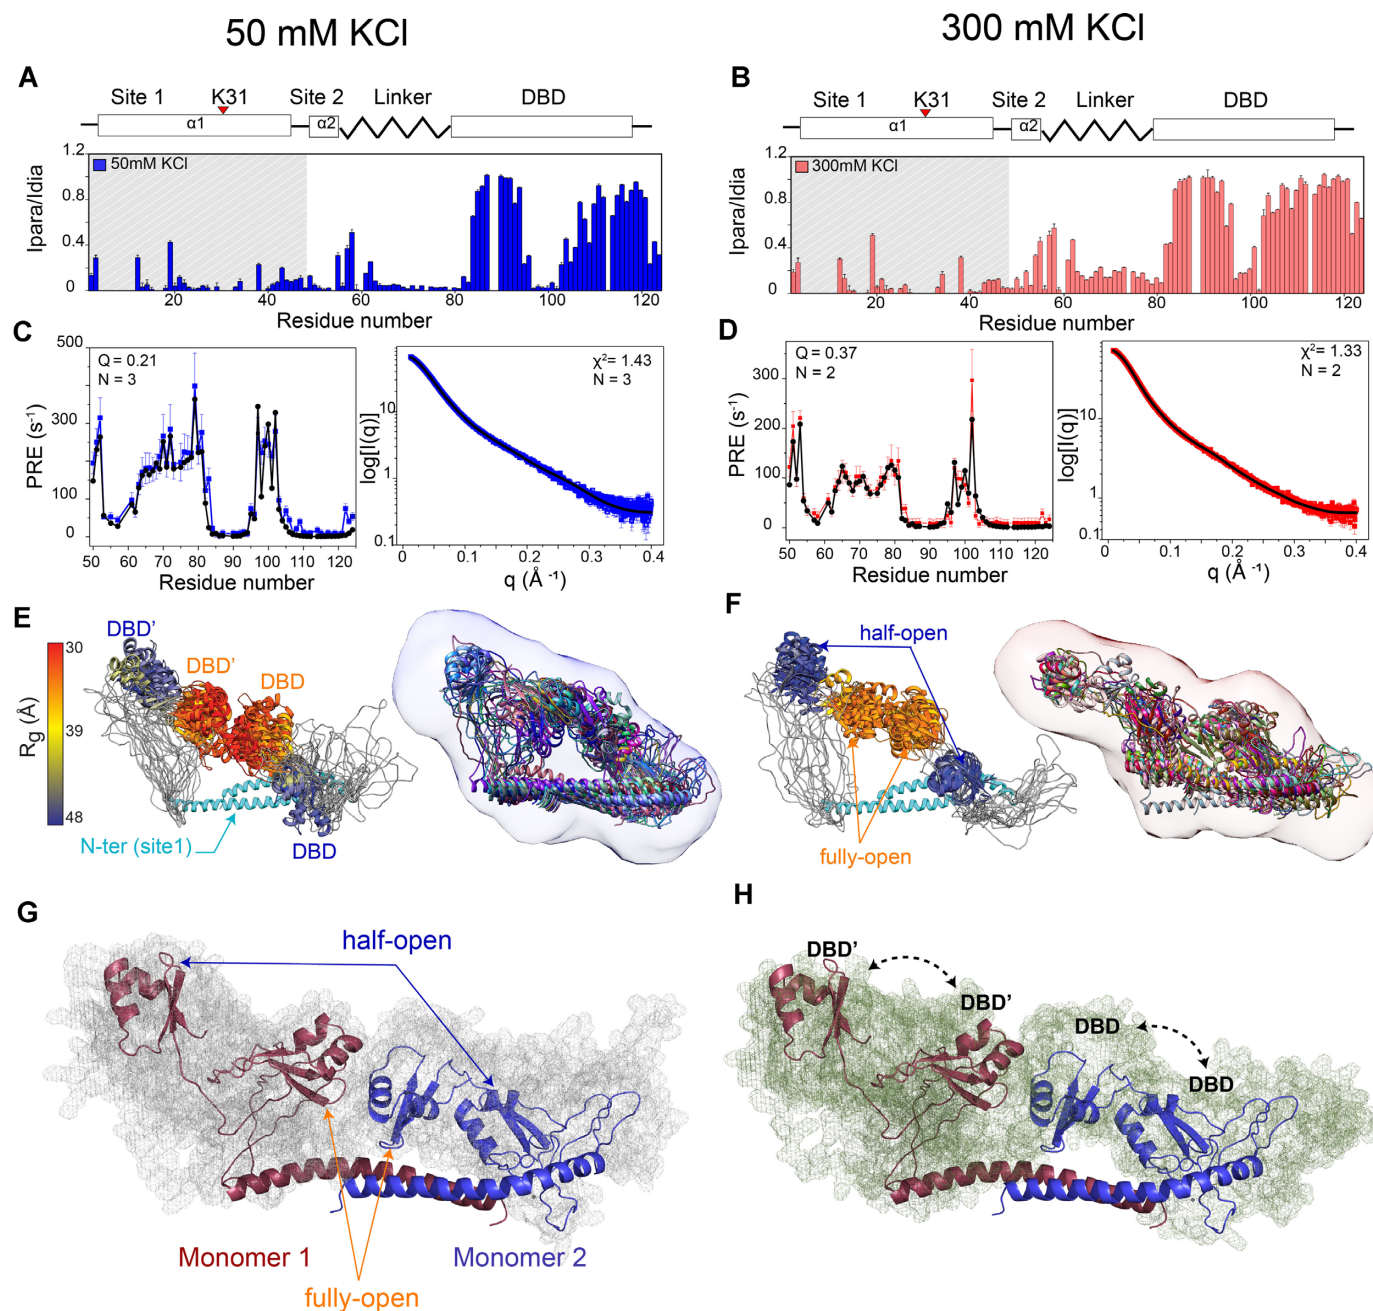 50 mM KCl
300 mM KCl
A
Site 1
K31
Site 2
Linker
DBD
α1
α2
Ipara/Idia
1.2
0.8
0.4
0
50mM KCl
20
40
60
80
100
120
Residue number
B
Site 1
K31
Site 2
Linker
DBD
α1
α2
Ipara/Idia
1.2
0.8
0.4
0
300mM KCl
20
40
60
80
100
120
Residue number
C
PRE (s⁻¹)
500
300
100
0
Q = 0.21
N = 3
50
60
70
80
90
100
110
120
Residue number
log[I(q)]
10
1
0.1
χ²= 1.43
N = 3
0
0.1
0.2
0.3
0.4
q (Å ⁻¹)
D
PRE (s⁻¹)
300
200
100
0
Q = 0.37
N = 2
50
60
70
80
90
100
110
120
Residue number
log[I(q)]
10
1
0.1
χ²= 1.33
N = 2
0
0.1
0.2
0.3
0.4
q (Å ⁻¹)
E
Rg (Å)
30
39
48
DBD’
DBD’
DBD
N-ter (site1)
DBD
F
half-open
fully-open
G
half-open
Monomer 1
Monomer 2
fully-open
H
DBD’
DBD’
DBD
DBD